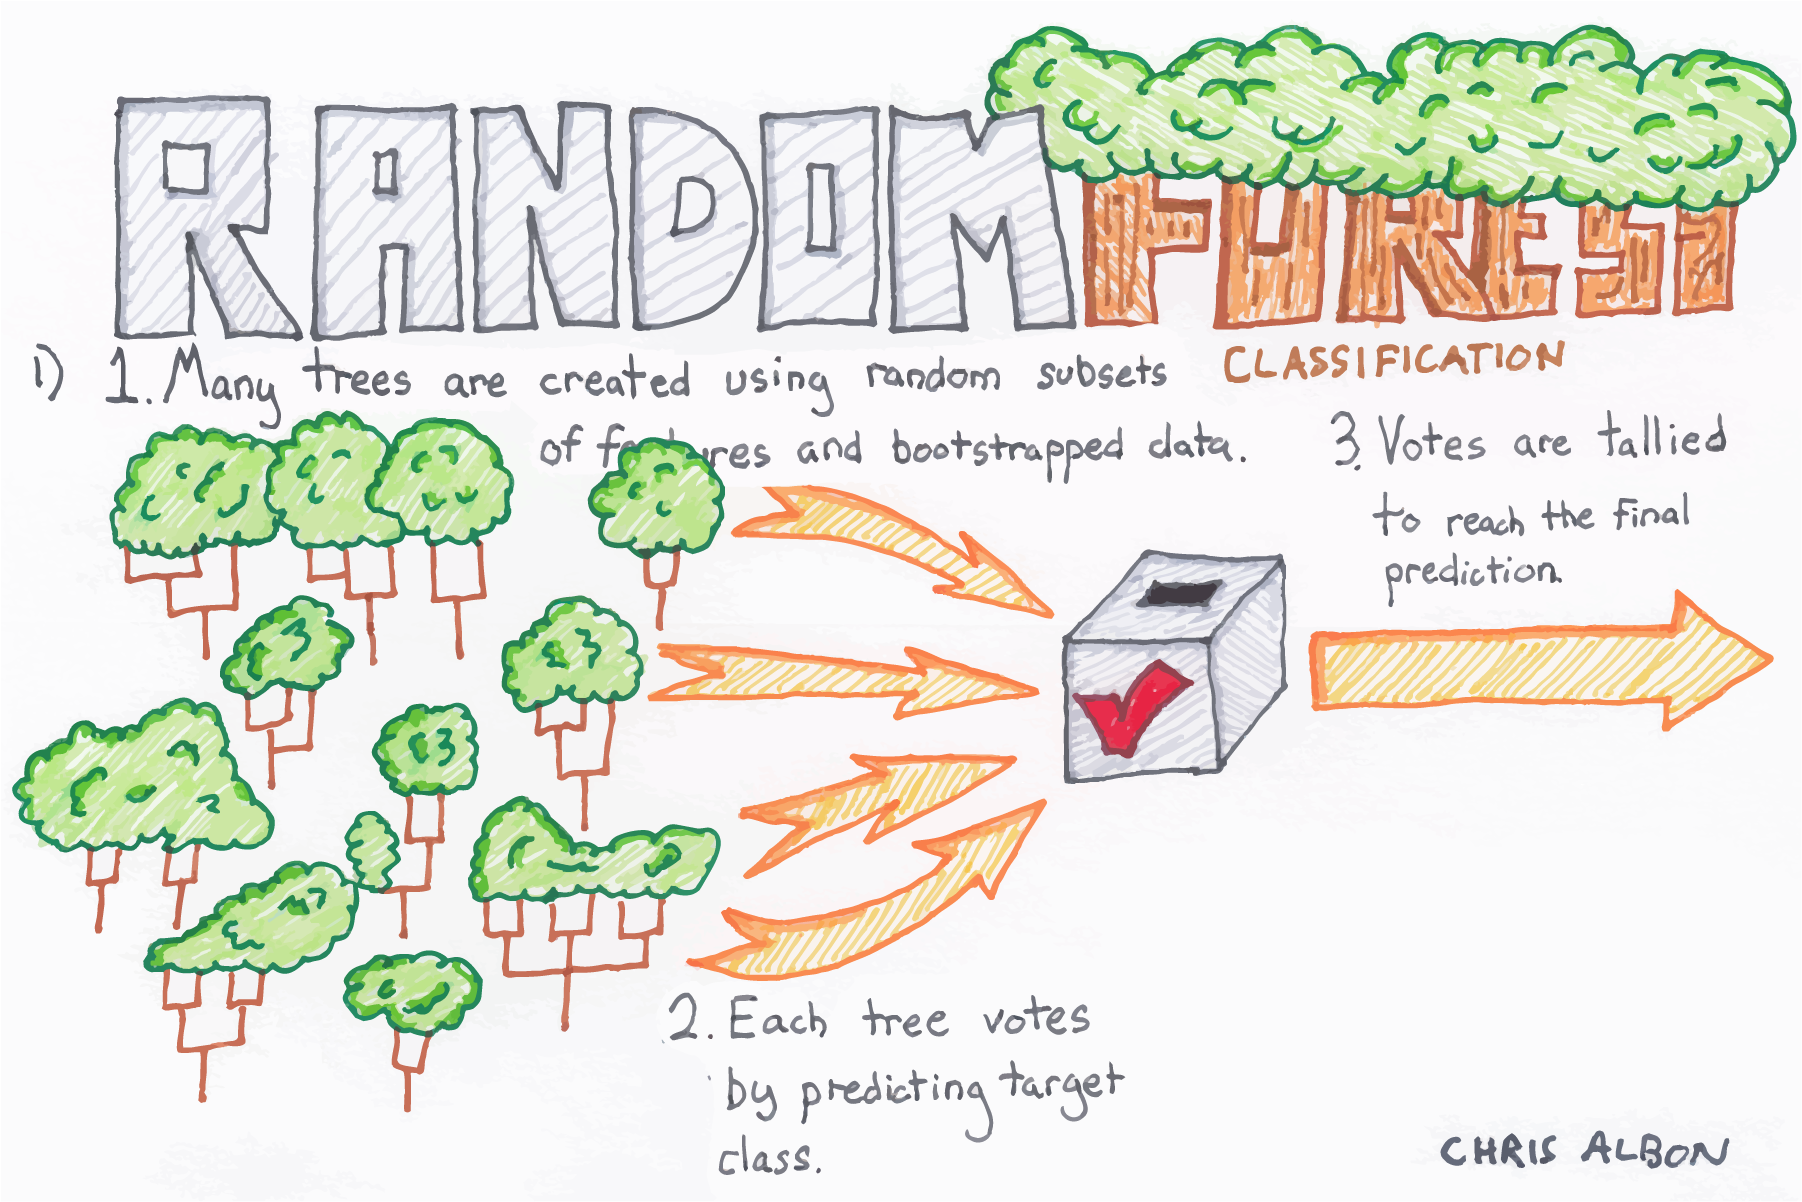 RANDOM FOREST
CLASSIFICATION
1) 1. Many trees are created using random subsets
of features and bootstrapped data.
3. Votes are tallied
to reach the final
prediction.
2. Each tree votes
by predicting target
class.
CHRIS ALBON